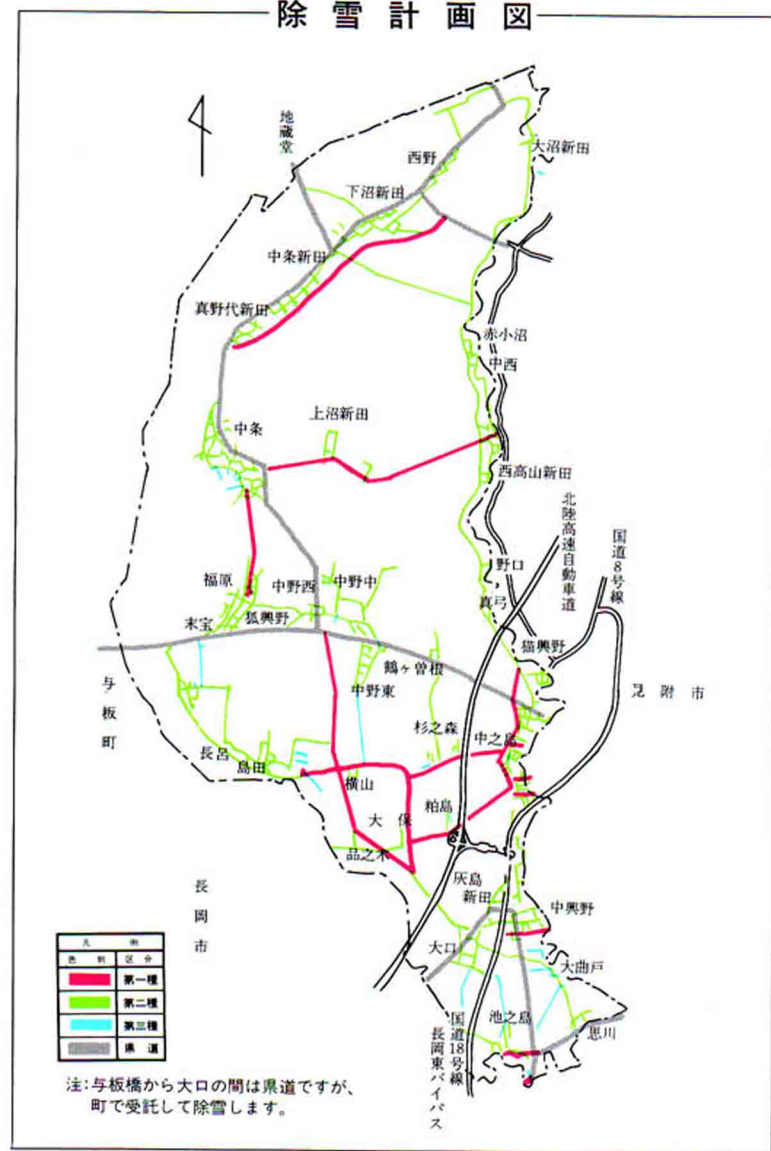 除雪計画図
地蔵堂
大沼新田
西野
下沼新田
中条新田
真野代新田
赤小沼
中西
上沼新田
中条
西高山新田
北陸高速自動車道
国道8号線
野口
福原
中野西
中野中
真弓
末宝
狐興野
猫興野
鶴ヶ曽根
与板町
中野東
見附市
杉之森
中之島
長呂
島田
横山
粕島
大保
品之木
灰島
新田
長岡市
中興野
大口
大曲戸
池之島
思川
国道18号線
長岡東バイパス
凡例
色別 区分
第一種
第二種
第三種
県道
注:与板橋から大口の間は県道ですが、
町で受託して除雪します。